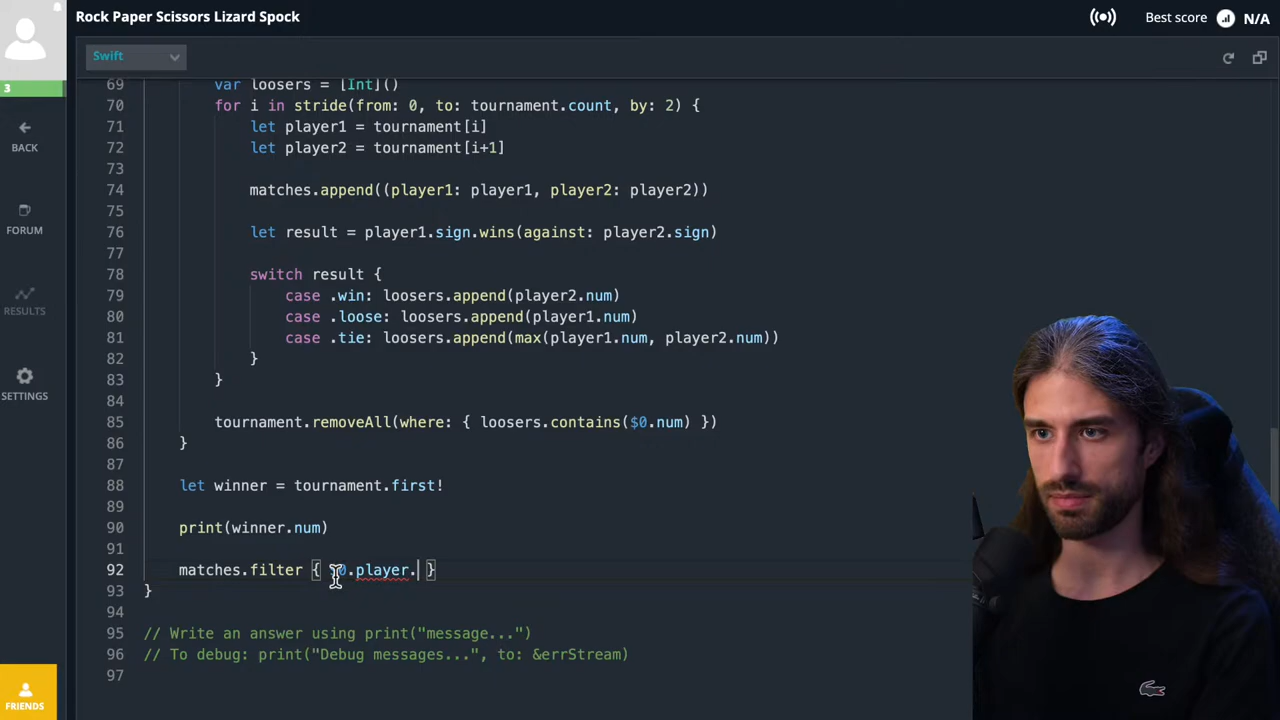 Rock Paper Scissors Lizard Spock
Best score N/A
Swift
3
BACK
FORUM
RESULTS
SETTINGS
FRIENDS
69 var loosers = [Int]()
70 for i in stride(from: 0, to: tournament.count, by: 2) {
71 let player1 = tournament[i]
72 let player2 = tournament[i+1]
73
74 matches.append((player1: player1, player2: player2))
75
76 let result = player1.sign.wins(against: player2.sign)
77
78 switch result {
79 case .win: loosers.append(player2.num)
80 case .loose: loosers.append(player1.num)
81 case .tie: loosers.append(max(player1.num, player2.num))
82 }
83 }
84
85 tournament.removeAll(where: { loosers.contains($0.num) })
86 }
87
88 let winner = tournament.first!
89
90 print(winner.num)
91
92 matches.filter { $0.player. }
93 }
94
95 // Write an answer using print("message...")
96 // To debug: print("Debug messages...", to: &errStream)
97